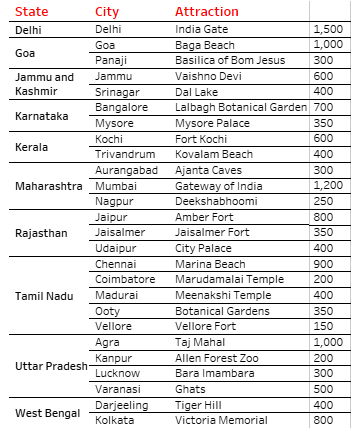 State City Attraction
Delhi Delhi India Gate 1,500
Goa Goa Baga Beach 1,000
Panaji Basilica of Bom Jesus 300
Jammu and Kashmir Jammu Vaishno Devi 600
Srinagar Dal Lake 400
Karnataka Bangalore Lalbagh Botanical Garden 700
Mysore Mysore Palace 350
Kerala Kochi Fort Kochi 600
Trivandrum Kovalam Beach 400
Maharashtra Aurangabad Ajanta Caves 300
Mumbai Gateway of India 1,200
Nagpur Deekshabhoomi 250
Rajasthan Jaipur Amber Fort 800
Jaisalmer Jaisalmer Fort 350
Udaipur City Palace 400
Tamil Nadu Chennai Marina Beach 900
Coimbatore Marudamalai Temple 200
Madurai Meenakshi Temple 400
Ooty Botanical Gardens 350
Vellore Vellore Fort 150
Uttar Pradesh Agra Taj Mahal 1,000
Kanpur Allen Forest Zoo 200
Lucknow Bara Imambara 300
Varanasi Ghats 500
West Bengal Darjeeling Tiger Hill 400
Kolkata Victoria Memorial 800